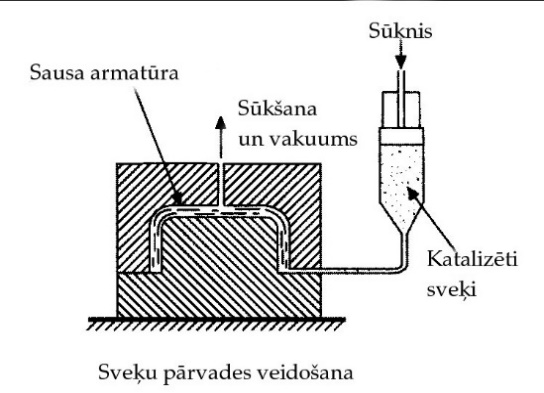 Sūknis
Sausa armatūra
Sūkšana
un vakuums
Katalizēti
sveķi
Sveķu pārvades veidošana